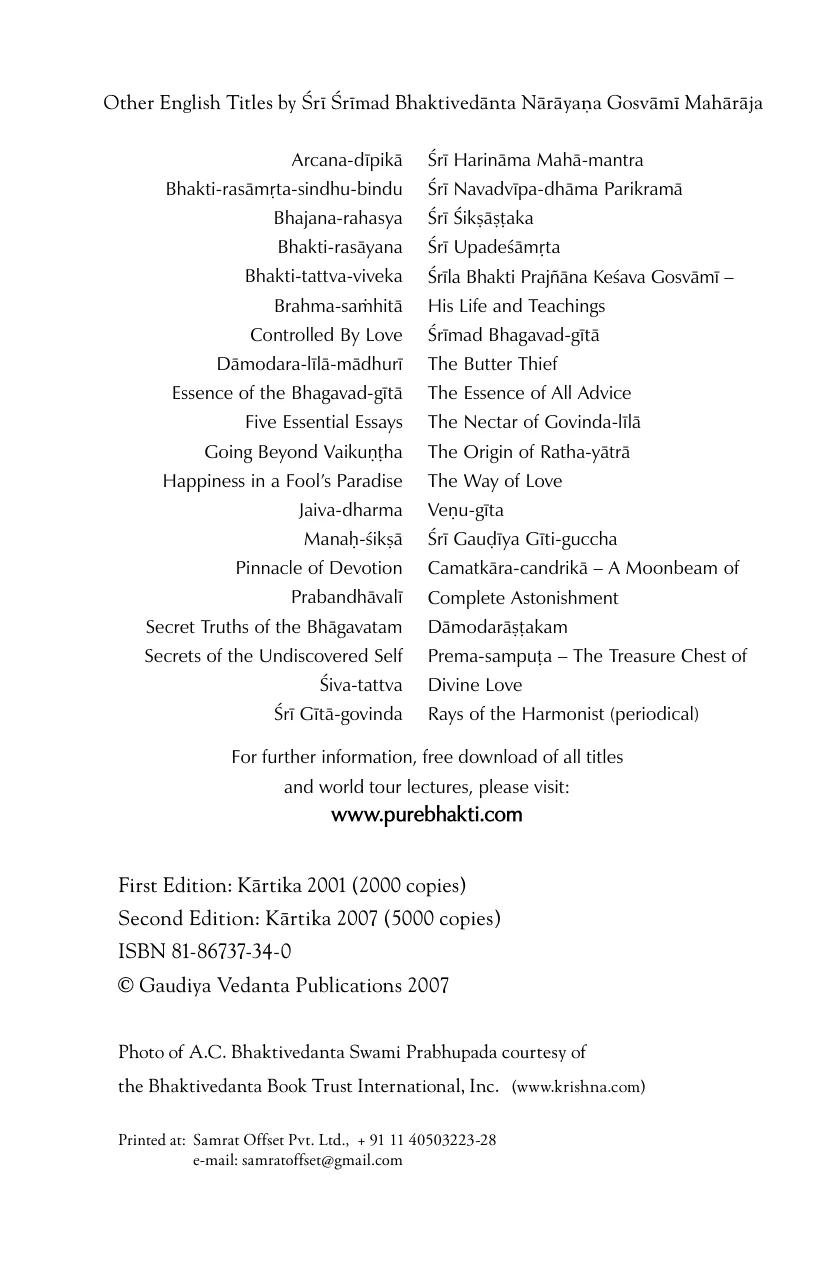 Other English Titles by Śrī Śrīmad Bhaktivedānta Nārāyaṇa Gosvāmī Mahārāja
Arcana-dīpikā
Bhakti-rasāmṛta-sindhu-bindu
Bhajana-rahasya
Bhakti-rasāyana
Bhakti-tattva-viveka
Brahma-saṁhitā
Controlled By Love
Dāmodara-līlā-mādhurī
Essence of the Bhagavad-gītā
Five Essential Essays
Going Beyond Vaikuṇṭha
Happiness in a Fool’s Paradise
Jaiva-dharma
Manaḥ-śikṣā
Pinnacle of Devotion
Prabandhāvalī
Secret Truths of the Bhāgavatam
Secrets of the Undiscovered Self
Śiva-tattva
Śrī Gītā-govinda
Śrī Harināma Mahā-mantra
Śrī Navadvīpa-dhāma Parikramā
Śrī Śikṣāṣṭaka
Śrī Upadeśāmṛta
Śrīla Bhakti Prajñāna Keśava Gosvāmī –
His Life and Teachings
Śrīmad Bhagavad-gītā
The Butter Thief
The Essence of All Advice
The Nectar of Govinda-līlā
The Origin of Ratha-yātrā
The Way of Love
Veṇu-gīta
Śrī Gauḍīya Gīti-guccha
Camatkāra-candrikā – A Moonbeam of
Complete Astonishment
Dāmodarāṣṭakam
Prema-sampuṭa – The Treasure Chest of
Divine Love
Rays of the Harmonist (periodical)
For further information, free download of all titles
and world tour lectures, please visit:
www.purebhakti.com
First Edition: Kārtika 2001 (2000 copies)
Second Edition: Kārtika 2007 (5000 copies)
ISBN 81-86737-34-0
© Gaudiya Vedanta Publications 2007
Photo of A.C. Bhaktivedanta Swami Prabhupada courtesy of
the Bhaktivedanta Book Trust International, Inc. (www.krishna.com)
Printed at: Samrat Offset Pvt. Ltd., + 91 11 40503223-28
e-mail: samratoffset@gmail.com